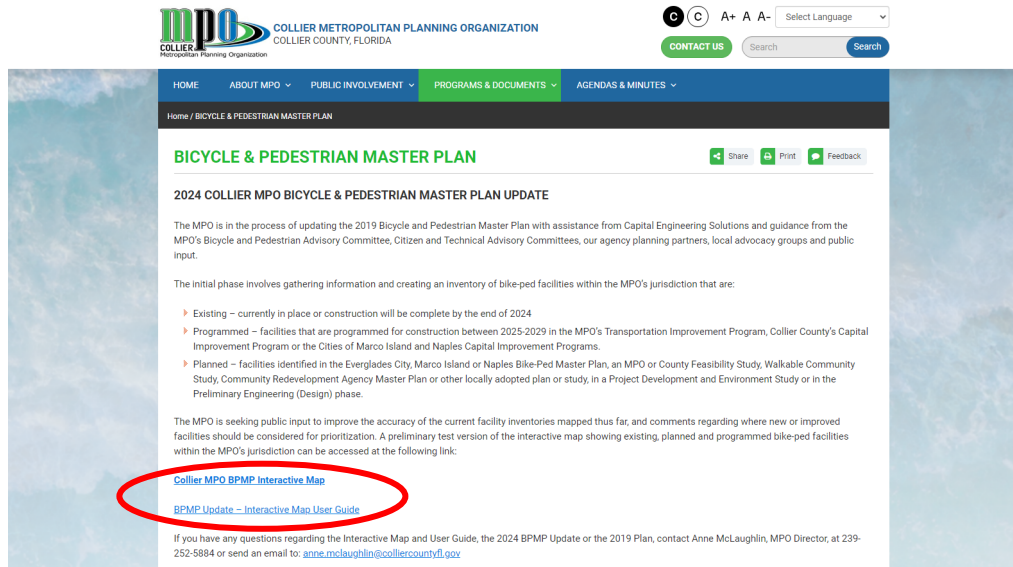 mpo
COLLIER
Metropolitan Planning Organization
COLLIER METROPOLITAN PLANNING ORGANIZATION
COLLIER COUNTY, FLORIDA
C C A+ A A- Select Language
CONTACT US Search Search
HOME ABOUT MPO PUBLIC INVOLVEMENT PROGRAMS & DOCUMENTS AGENDAS & MINUTES
Home / BICYCLE & PEDESTRIAN MASTER PLAN
BICYCLE & PEDESTRIAN MASTER PLAN
Share Print Feedback
2024 COLLIER MPO BICYCLE & PEDESTRIAN MASTER PLAN UPDATE
The MPO is in the process of updating the 2019 Bicycle and Pedestrian Master Plan with assistance from Capital Engineering Solutions and guidance from the
MPO's Bicycle and Pedestrian Advisory Committee, Citizen and Technical Advisory Committees, our agency planning partners, local advocacy groups and public
input.
The initial phase involves gathering information and creating an inventory of bike-ped facilities within the MPO's jurisdiction that are:
Existing – currently in place or construction will be complete by the end of 2024
Programmed – facilities that are programmed for construction between 2025-2029 in the MPO's Transportation Improvement Program, Collier County's Capital
Improvement Program or the Cities of Marco Island and Naples Capital Improvement Programs.
Planned – facilities identified in the Everglades City, Marco Island or Naples Bike-Ped Master Plan, an MPO or County Feasibility Study, Walkable Community
Study, Community Redevelopment Agency Master Plan or other locally adopted plan or study, in a Project Development and Environment Study or in the
Preliminary Engineering (Design) phase.
The MPO is seeking public input to improve the accuracy of the current facility inventories mapped thus far, and comments regarding where new or improved
facilities should be considered for prioritization. A preliminary test version of the interactive map showing existing, planned and programmed bike-ped facilities
within the MPO's jurisdiction can be accessed at the following link:
Collier MPO BPMP Interactive Map
BPMP Update – Interactive Map User Guide
If you have any questions regarding the Interactive Map and User Guide, the 2024 BPMP Update or the 2019 Plan, contact Anne McLaughlin, MPO Director, at 239-
252-5884 or send an email to: anne.mclaughlin@colliercountyfl.gov